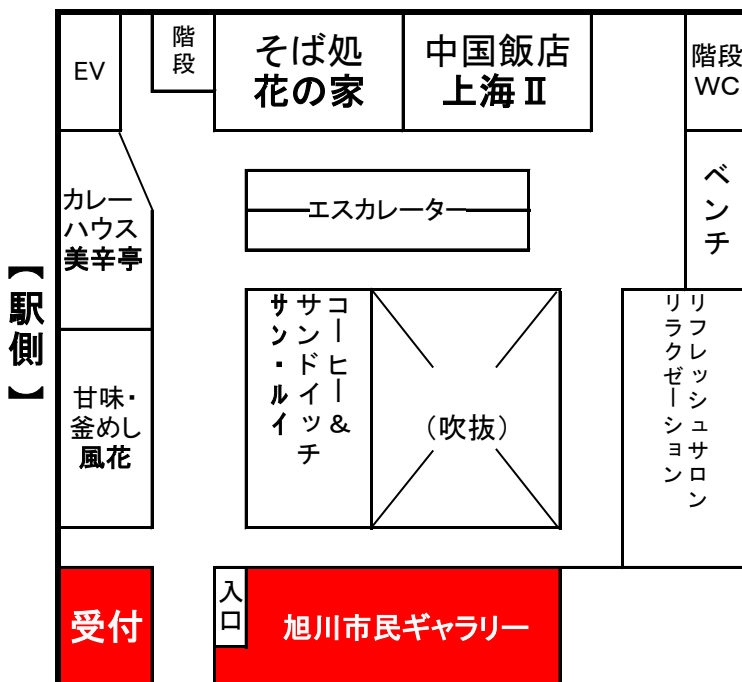 EV
階段
そば処
花の家
中国飯店
上海Ⅱ
階段
WC
カレー
ハウス
美辛亭
エスカレーター
ベンチ
【駅側】
甘味・
釜めし
風花
コーヒー&
サンドイッチ
サン・ルイ
(吹抜)
リフレッシュサロン
リラクゼーション
受付
入口
旭川市民ギャラリー